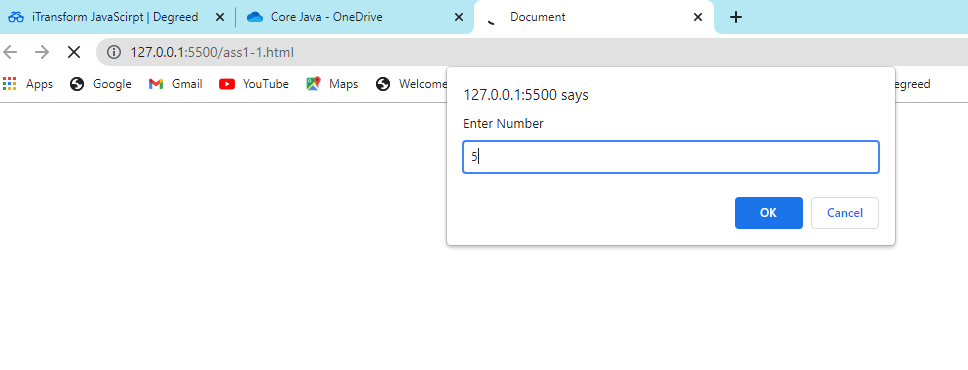 iTransform JavaScirpt | Degreed
Core Java - OneDrive
Document
127.0.0.1:5500/ass1-1.html
Apps Google Gmail YouTube Maps Welcome egreed
127.0.0.1:5500 says
Enter Number
5
OK Cancel